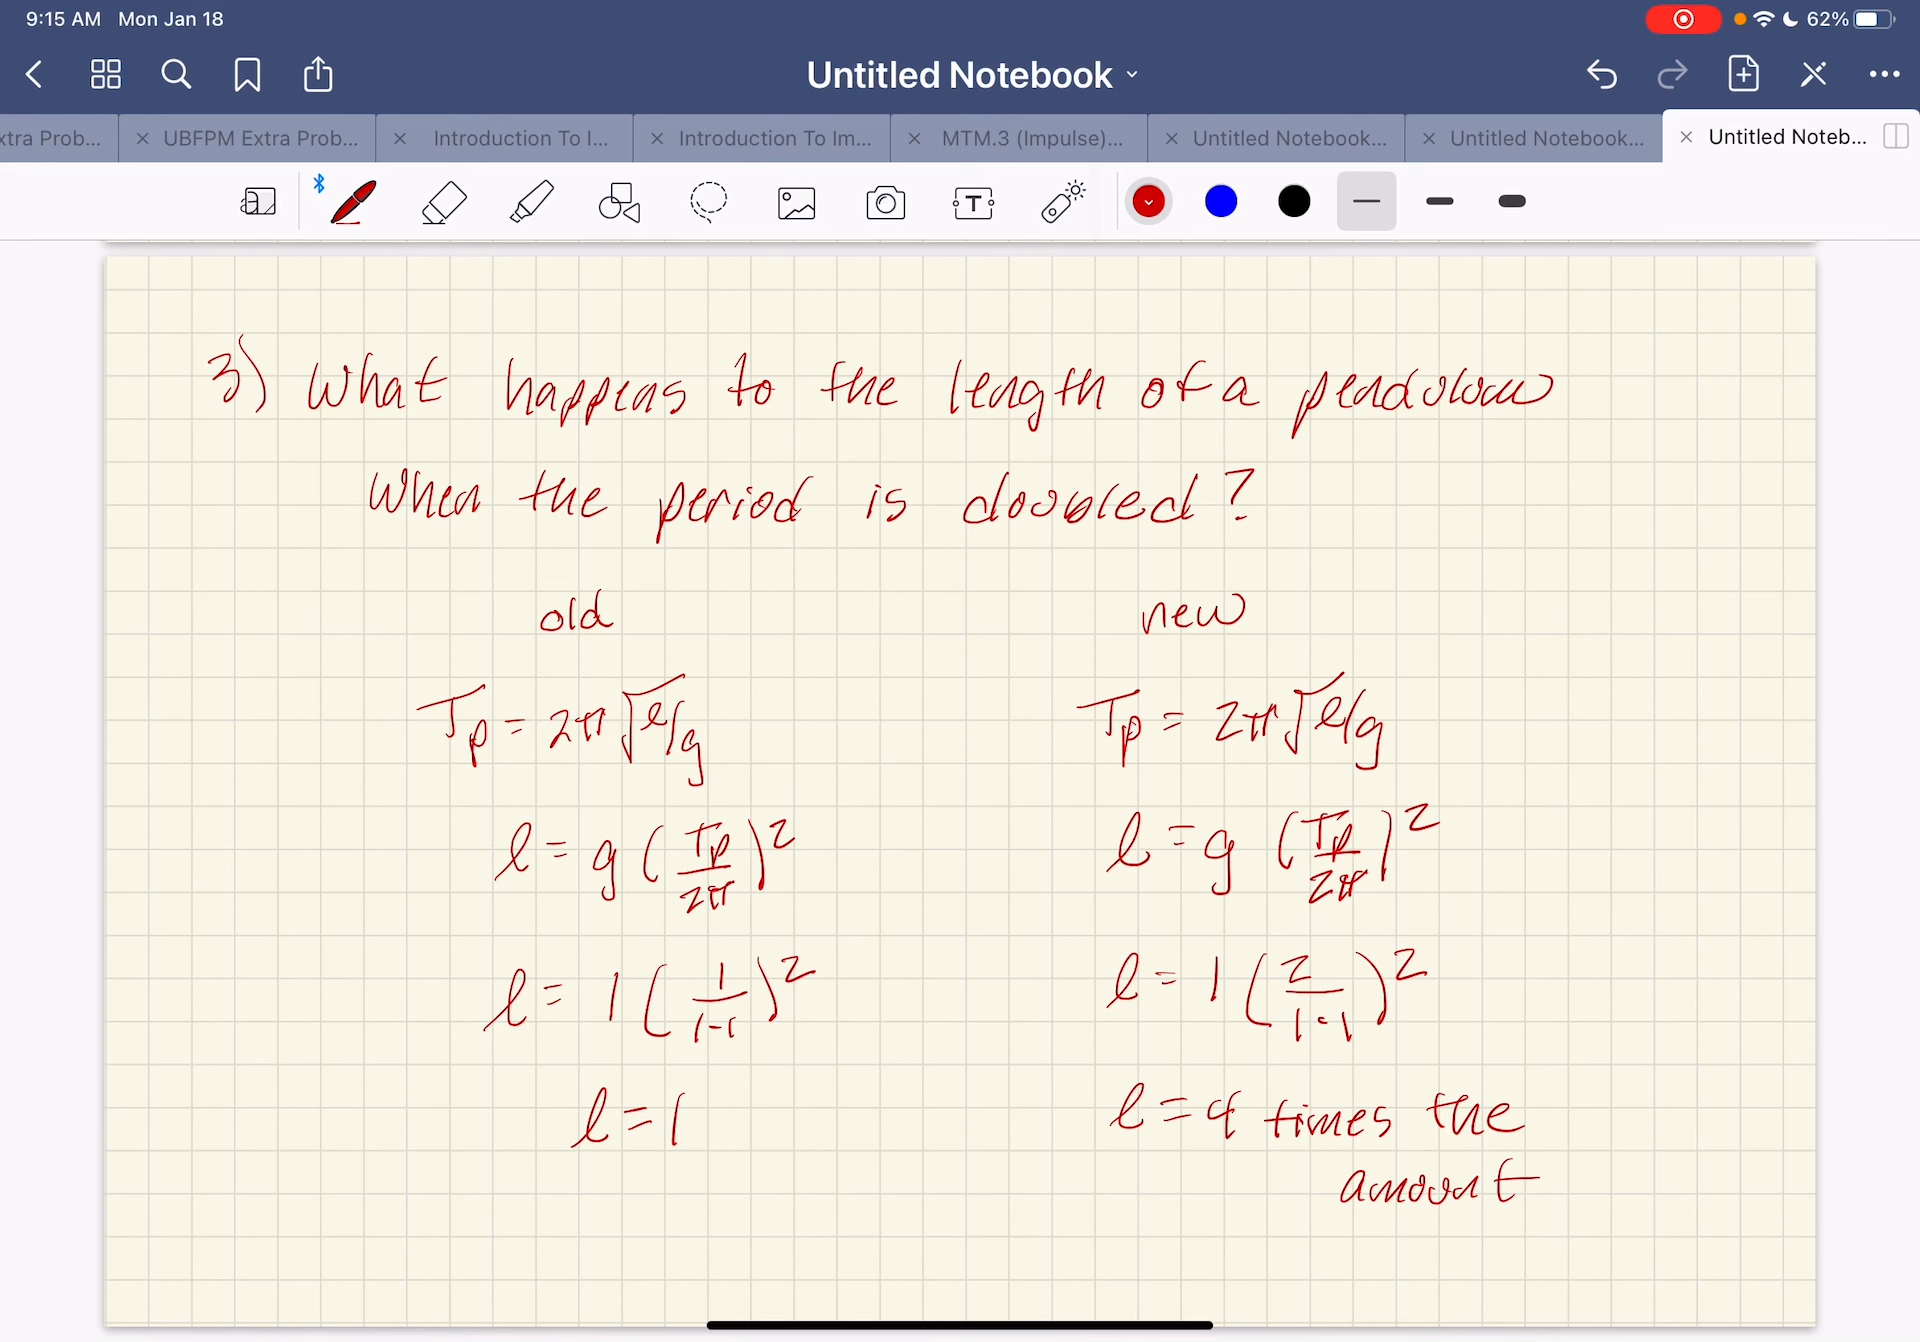 9:15 AM Mon Jan 18
62%
Untitled Notebook
xtra Prob...
UBFPM Extra Prob...
Introduction To I...
Introduction To Im...
MTM.3 (Impulse)...
Untitled Notebook...
Untitled Notebook...
Untitled Noteb...
3) What happens to the length of a pendulum
when the period is doubled?
old new
Tp = 2π√l/g Tp = 2π√l/g
l = g (Tp/2π)² l = g (Tp/2π)²
l = 1 (1/1·1)² l = 1 (2/1·1)²
l = 1 l = 4 times the
amount